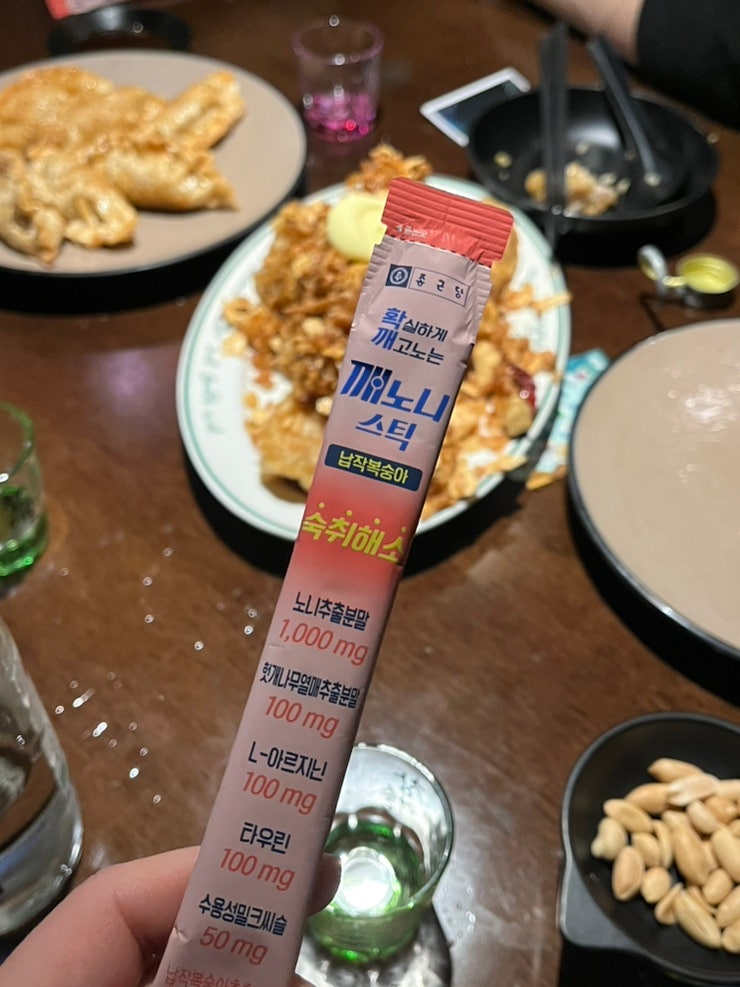 종근당
확실하게
깨고노는
깨노니
스틱
납작복숭아
숙취해소
노니추출분말
1,000 mg
헛개나무열매추출분말
100 mg
L-아르지닌
100 mg
타우린
100 mg
수용성밀크씨슬
50 mg